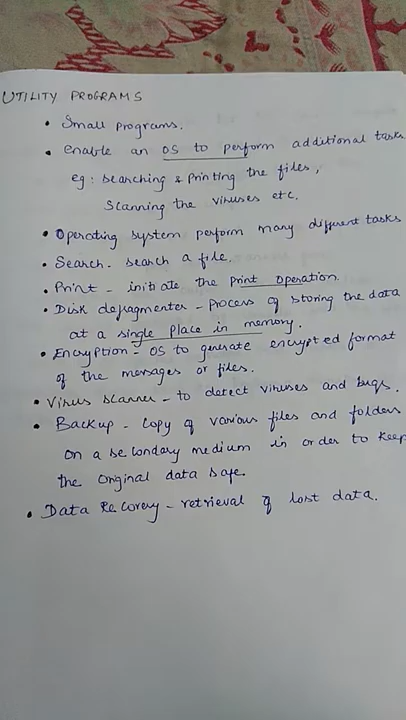 UTILITY PROGRAMS
• Small programs.
• enable an OS to perform additional tasks
eg: searching & printing the files,
Scanning the viruses etc.
• Operating system perform many different tasks
• Search - search a file.
• Print - initiate the print operation.
• Disk defragmenter - Process of storing the data
at a single place in memory.
• Encryption - OS to generate encrypted format
of the messages or files.
• Virus scanner - to detect viruses and bugs.
• Backup - Copy of various files and folders
on a secondary medium in order to keep
the original data safe.
• Data Recovery - retrieval of lost data.